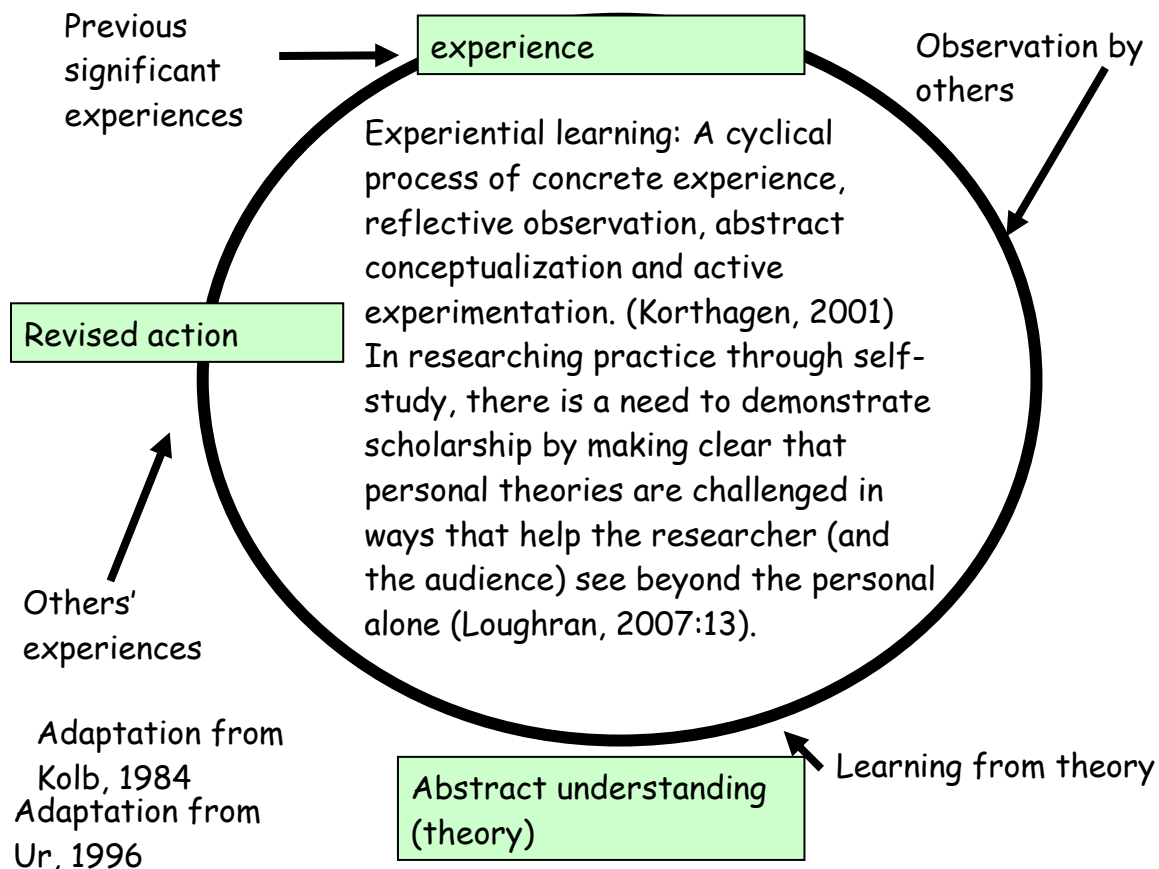 Previous
significant
experiences
experience
Observation by
others
Experiential learning: A cyclical
process of concrete experience,
reflective observation, abstract
conceptualization and active
experimentation. (Korthagen, 2001)
In researching practice through self-
study, there is a need to demonstrate
scholarship by making clear that
personal theories are challenged in
ways that help the researcher (and
the audience) see beyond the personal
alone (Loughran, 2007:13).
Revised action
Others’
experiences
Adaptation from
Kolb, 1984
Adaptation from
Ur, 1996
Abstract understanding
(theory)
Learning from theory